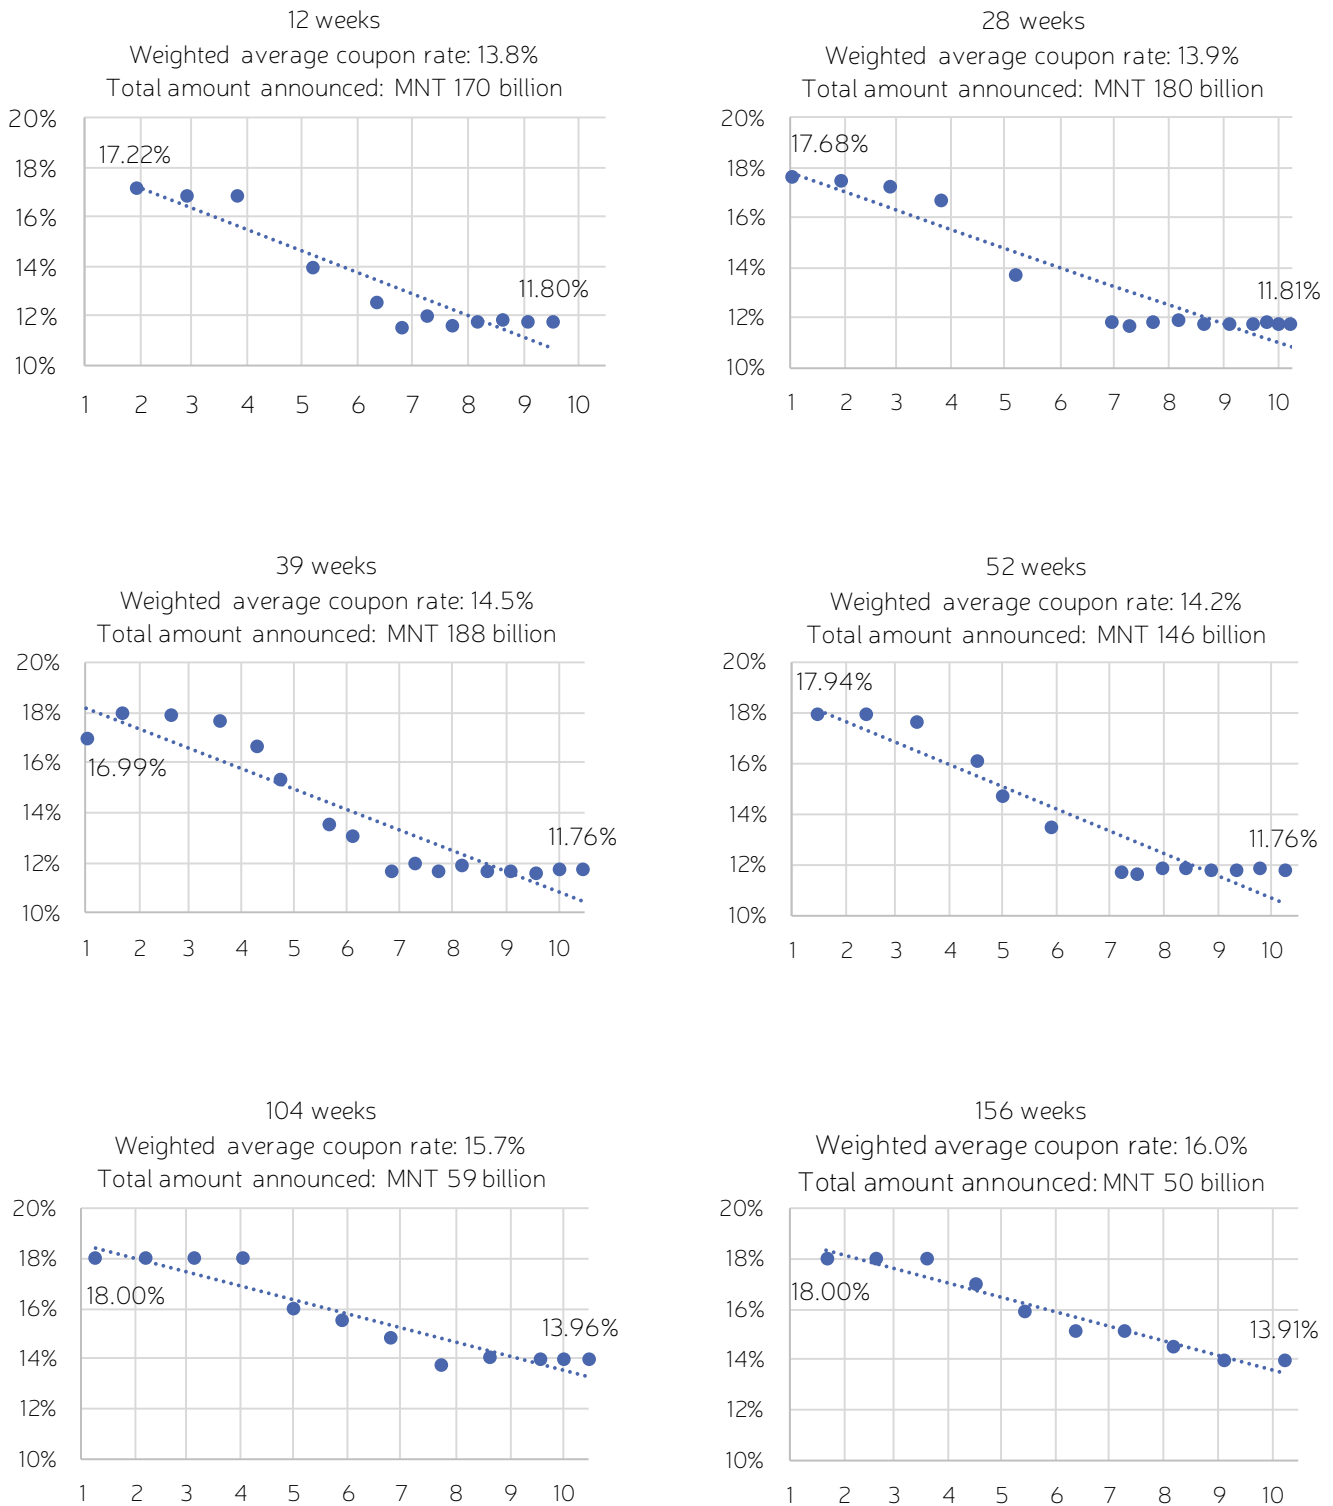 12 weeks
Weighted average coupon rate: 13.8%
Total amount announced: MNT 170 billion
20%
18%
16%
14%
12%
10%
17.22%
11.80%
1 2 3 4 5 6 7 8 9 10
28 weeks
Weighted average coupon rate: 13.9%
Total amount announced: MNT 180 billion
20%
18%
16%
14%
12%
10%
17.68%
11.81%
1 2 3 4 5 6 7 8 9 10
39 weeks
Weighted average coupon rate: 14.5%
Total amount announced: MNT 188 billion
20%
18%
16%
14%
12%
10%
16.99%
11.76%
1 2 3 4 5 6 7 8 9 10
52 weeks
Weighted average coupon rate: 14.2%
Total amount announced: MNT 146 billion
20%
18%
16%
14%
12%
10%
17.94%
11.76%
1 2 3 4 5 6 7 8 9 10
104 weeks
Weighted average coupon rate: 15.7%
Total amount announced: MNT 59 billion
20%
18%
16%
14%
12%
10%
18.00%
13.96%
1 2 3 4 5 6 7 8 9 10
156 weeks
Weighted average coupon rate: 16.0%
Total amount announced: MNT 50 billion
20%
18%
16%
14%
12%
10%
18.00%
13.91%
1 2 3 4 5 6 7 8 9 10